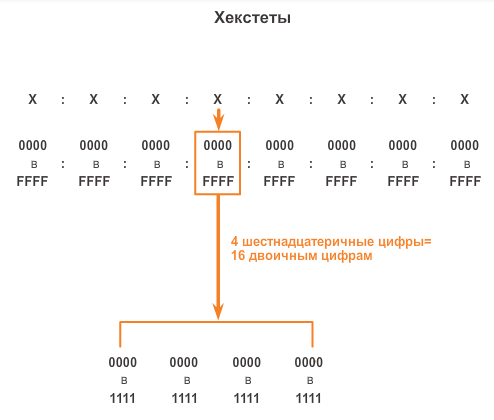 Хекстеты
X : X : X : X : X : X : X : X
0000 0000 0000 0000 0000 0000 0000 0000
в : в : в : в : в : в : в : в
FFFF FFFF FFFF FFFF FFFF FFFF FFFF FFFF
4 шестнадцатеричные цифры=
16 двоичным цифрам
0000 0000 0000 0000
в в в в
1111 1111 1111 1111